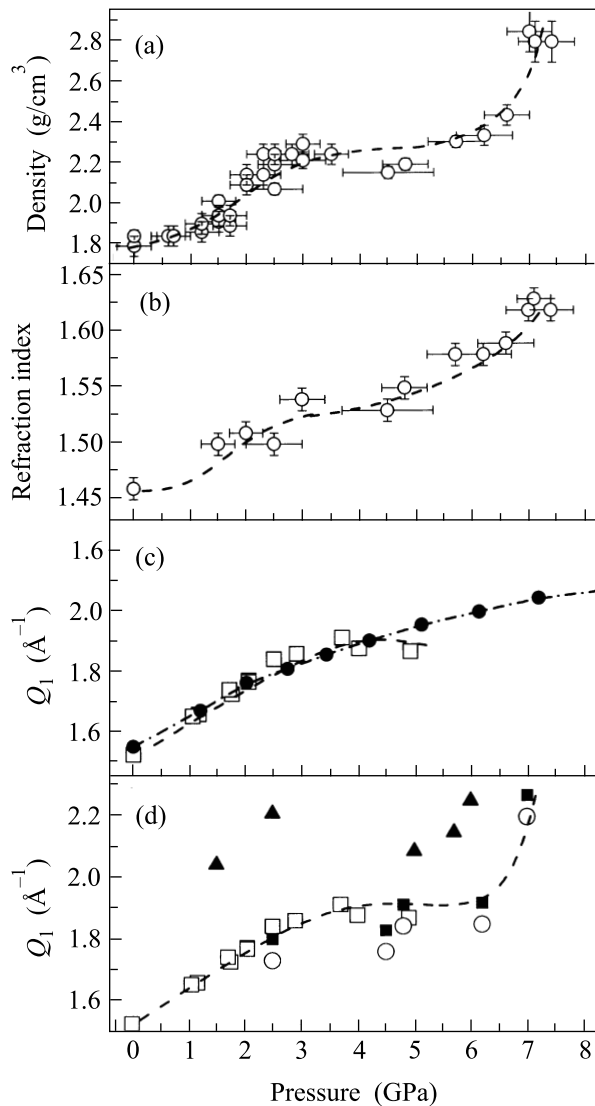 (a)
Density (g/cm³)
2.8
2.6
2.4
2.2
2.0
1.8
(b)
Refraction index
1.65
1.60
1.55
1.50
1.45
(c)
Q₁ (Å⁻¹)
1.6
2.0
1.8
1.6
(d)
Q₁ (Å⁻¹)
2.2
2.0
1.8
1.6
0 1 2 3 4 5 6 7 8
Pressure (GPa)